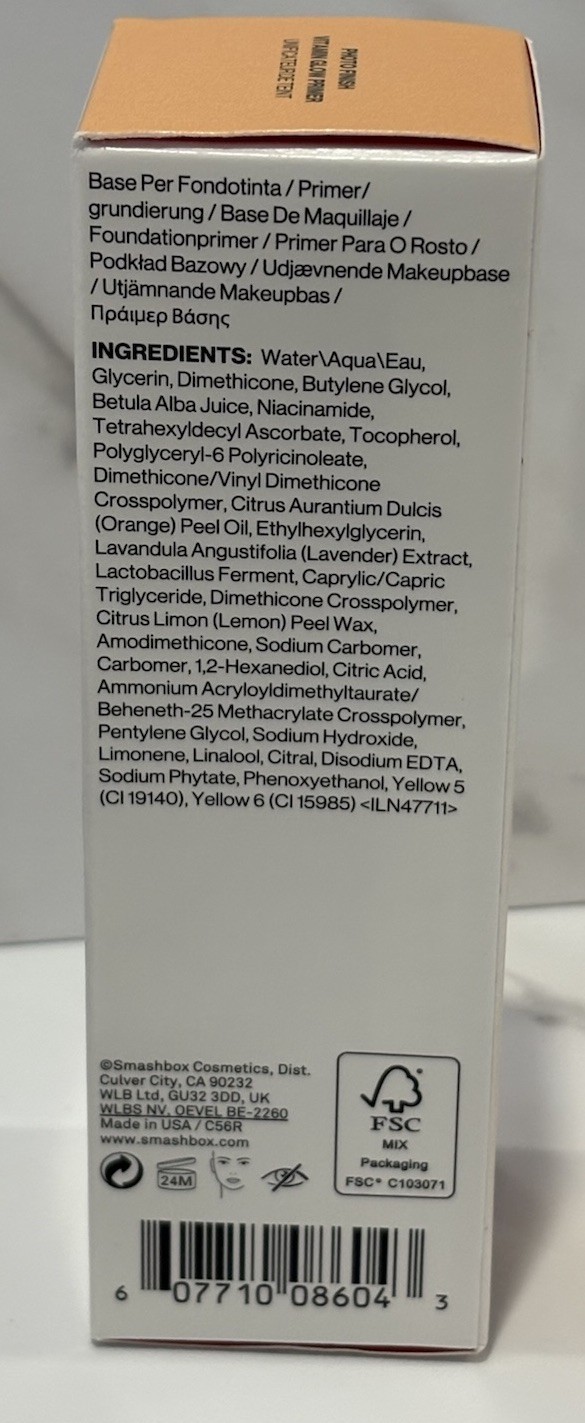 PHOTO FINISH
VITAMIN GLOW PRIMER
UNIFICATEUR DE TEINT
Base Per Fondotinta / Primer/
grundierung / Base De Maquillaje /
Foundationprimer / Primer Para O Rosto /
Podkład Bazowy / Udjævnende Makeupbase
/ Utjämnande Makeupbas /
Πράιμερ Βάσης
INGREDIENTS: Water\Aqua\Eau,
Glycerin, Dimethicone, Butylene Glycol,
Betula Alba Juice, Niacinamide,
Tetrahexyldecyl Ascorbate, Tocopherol,
Polyglyceryl-6 Polyricinoleate,
Dimethicone/Vinyl Dimethicone
Crosspolymer, Citrus Aurantium Dulcis
(Orange) Peel Oil, Ethylhexylglycerin,
Lavandula Angustifolia (Lavender) Extract,
Lactobacillus Ferment, Caprylic/Capric
Triglyceride, Dimethicone Crosspolymer,
Citrus Limon (Lemon) Peel Wax,
Amodimethicone, Sodium Carbomer,
Carbomer, 1,2-Hexanediol, Citric Acid,
Ammonium Acryloyldimethyltaurate/
Beheneth-25 Methacrylate Crosspolymer,
Pentylene Glycol, Sodium Hydroxide,
Limonene, Linalool, Citral, Disodium EDTA,
Sodium Phytate, Phenoxyethanol, Yellow 5
(CI 19140), Yellow 6 (CI 15985) <ILN47711>
©Smashbox Cosmetics, Dist.
Culver City, CA 90232
WLB Ltd, GU32 3DD, UK
WLBS NV, OEVEL BE-2260
Made in USA / C56R
www.smashbox.com
24M
FSC
MIX
Packaging
FSC® C103071
6 07710 08604 3